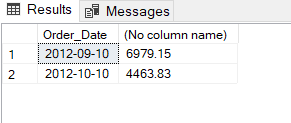 Results Messages
Order_Date (No column name)
1 2012-09-10 6979.15
2 2012-10-10 4463.83